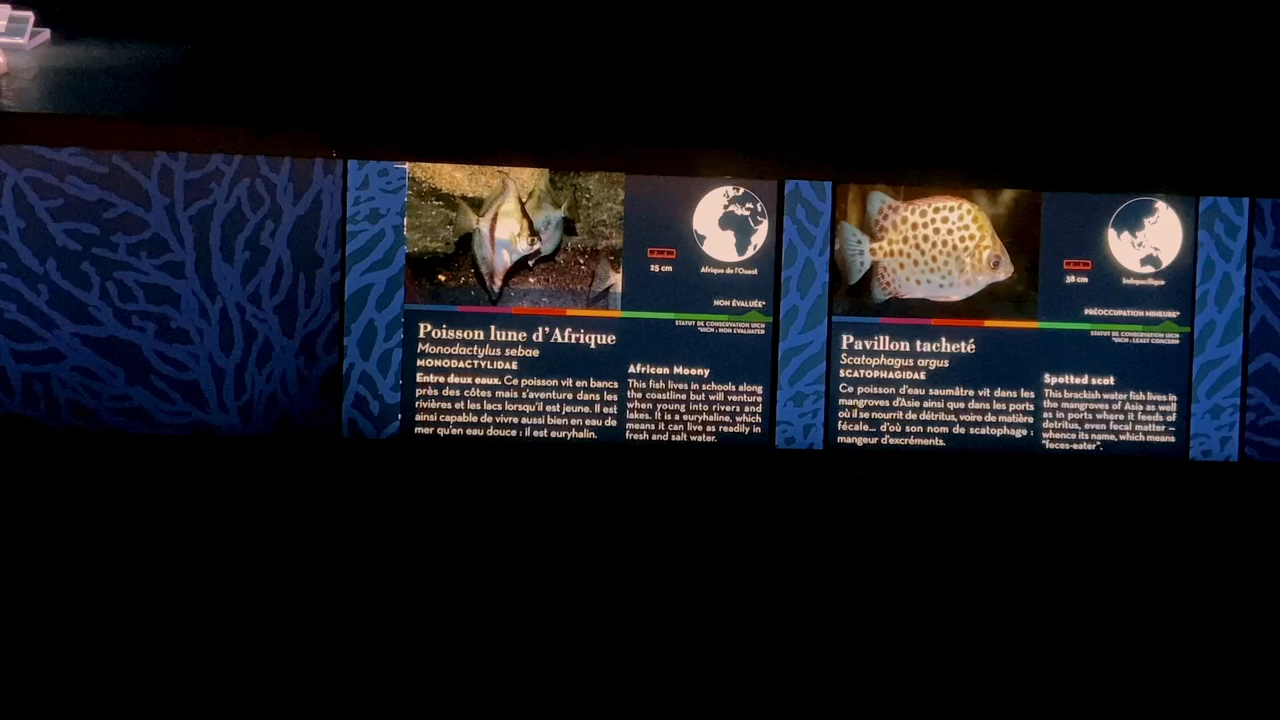 25 cm
Afrique de l'Ouest
NON ÉVALUÉE*
STATUT DE CONSERVATION UICN
*UICN : NON EVALUATED
Poisson lune d'Afrique
Monodactylus sebae
MONODACTYLIDAE
Entre deux eaux. Ce poisson vit en bancs
près des côtes mais s'aventure dans les
rivières et les lacs lorsqu'il est jeune. Il est
ainsi capable de vivre aussi bien en eau de
mer qu'en eau douce : il est euryhalin.
African Moony
This fish lives in schools along
the coastline but will venture
when young into rivers and
lakes. It is a euryhaline, which
means it can live as readily in
fresh and salt water.
38 cm
Indopacifique
PRÉOCCUPATION MINEURE*
STATUT DE CONSERVATION UICN
*UICN : LEAST CONCERN
Pavillon tacheté
Scatophagus argus
SCATOPHAGIDAE
Ce poisson d'eau saumâtre vit dans les
mangroves d'Asie ainsi que dans les ports
où il se nourrit de détritus, voire de matière
fécale... d'où son nom de scatophage :
mangeur d'excréments.
Spotted scat
This brackish water fish lives in
the mangroves of Asia as well
as in ports where it feeds of
detritus, even fecal matter –
whence its name, which means
"feces-eater".